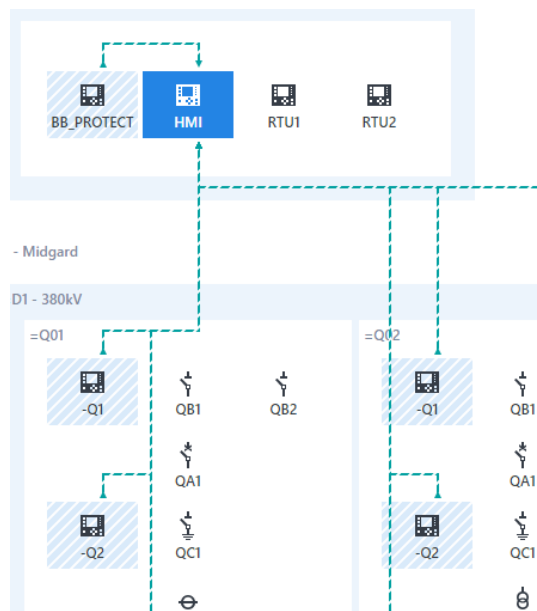 BB_PROTECT HMI RTU1 RTU2
- Midgard
D1 - 380kV
=Q01 =Q02
-Q1 QB1 QB2 -Q1 QB1
QA1 QA1
-Q2 QC1 -Q2 QC1